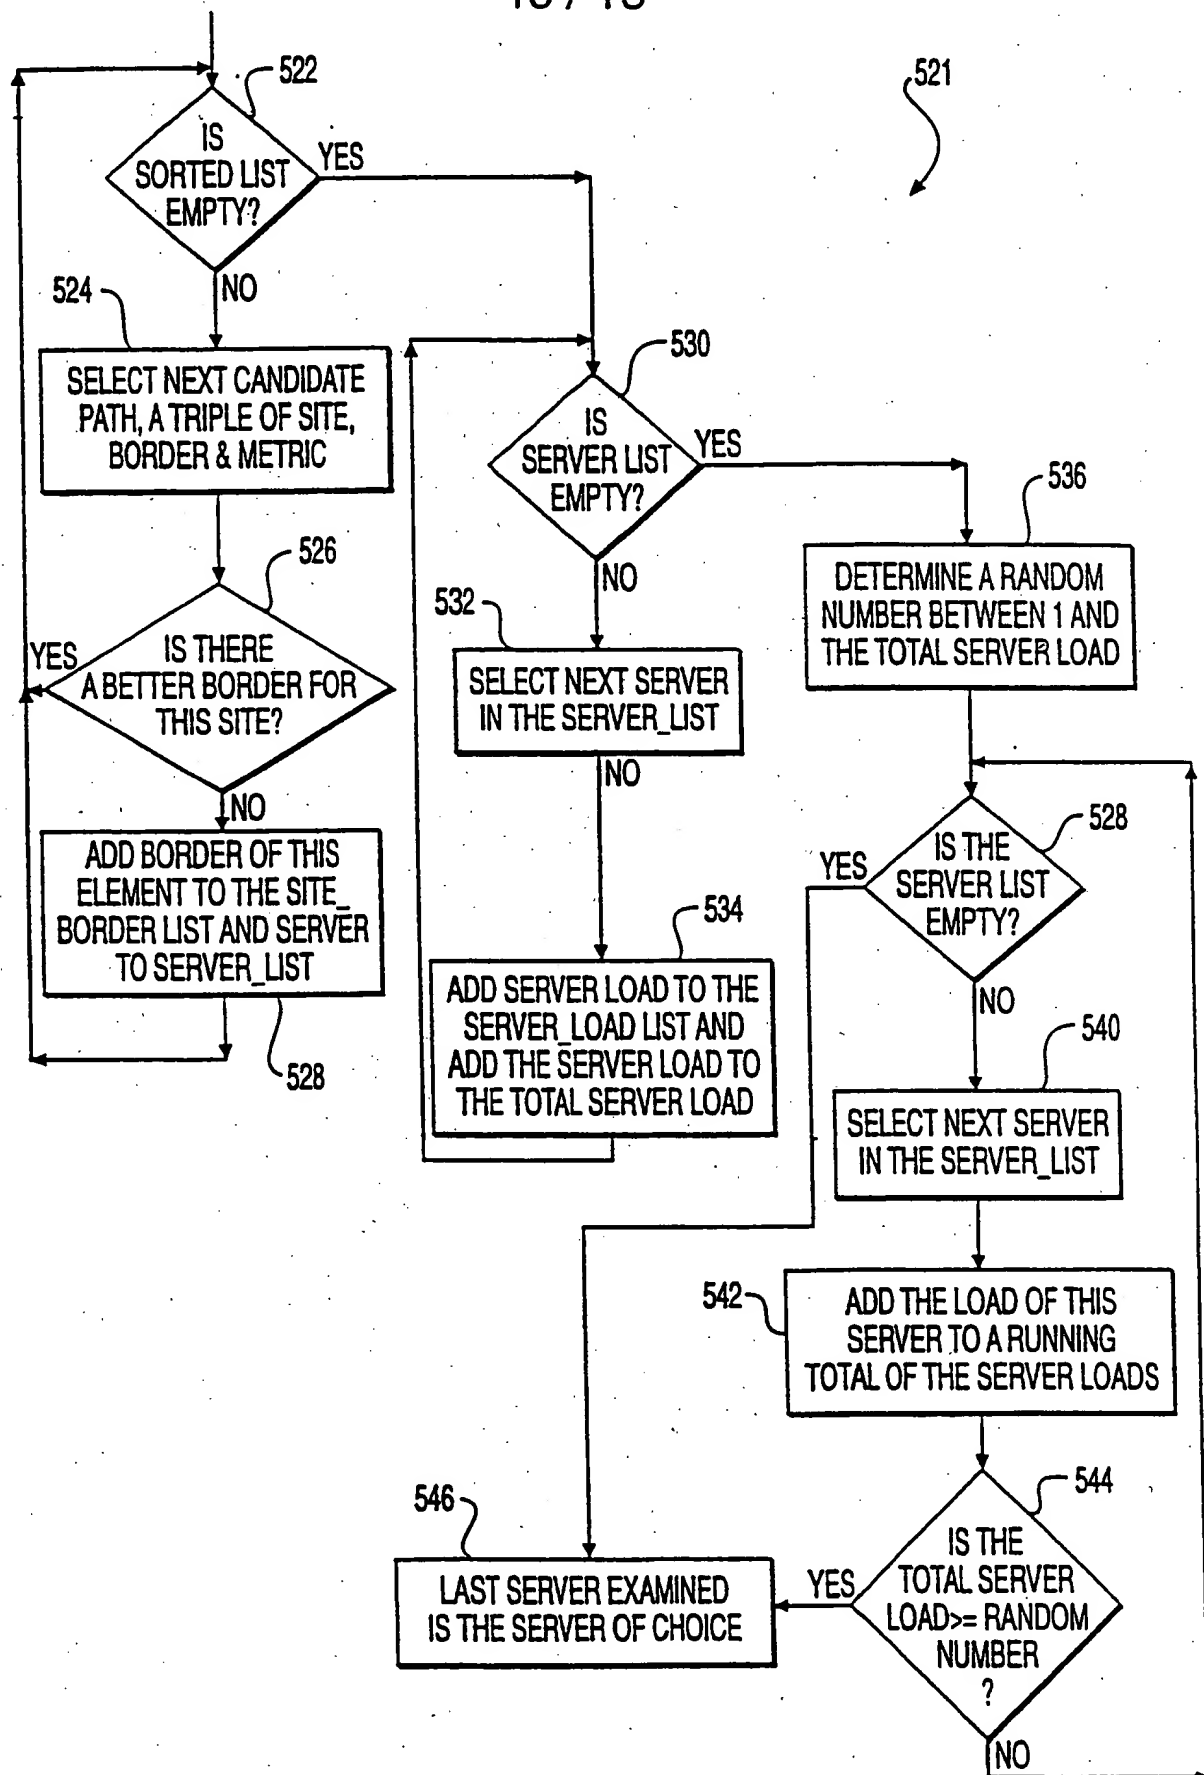 522
521
IS
SORTED LIST
EMPTY?
YES
NO
524
SELECT NEXT CANDIDATE
PATH, A TRIPLE OF SITE,
BORDER & METRIC
526
IS THERE
A BETTER BORDER FOR
THIS SITE?
YES
NO
ADD BORDER OF THIS
ELEMENT TO THE SITE_
BORDER LIST AND SERVER
TO SERVER_LIST
528
530
IS
SERVER LIST
EMPTY?
YES
NO
532
SELECT NEXT SERVER
IN THE SERVER_LIST
NO
534
ADD SERVER LOAD TO THE
SERVER_LOAD LIST AND
ADD THE SERVER LOAD TO
THE TOTAL SERVER LOAD
536
DETERMINE A RANDOM
NUMBER BETWEEN 1 AND
THE TOTAL SERVER LOAD
528
IS THE
SERVER LIST
EMPTY?
YES
NO
540
SELECT NEXT SERVER
IN THE SERVER_LIST
542
ADD THE LOAD OF THIS
SERVER TO A RUNNING
TOTAL OF THE SERVER LOADS
544
IS THE
TOTAL SERVER
LOAD>= RANDOM
NUMBER
?
YES
NO
546
LAST SERVER EXAMINED
IS THE SERVER OF CHOICE